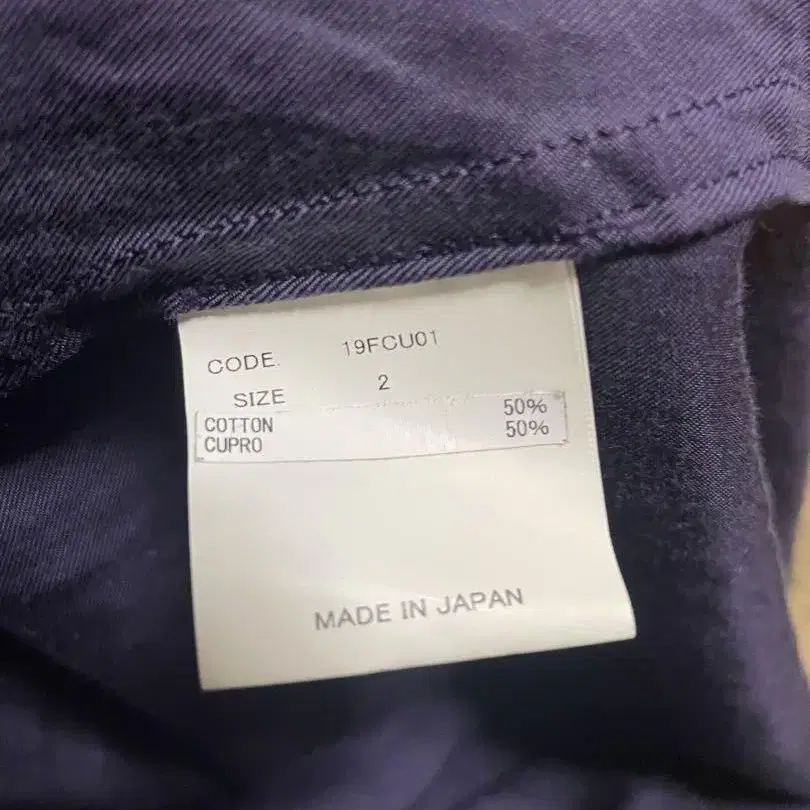 CODE. 19FCU01
SIZE 2
COTTON 50%
CUPRO 50%
MADE IN JAPAN